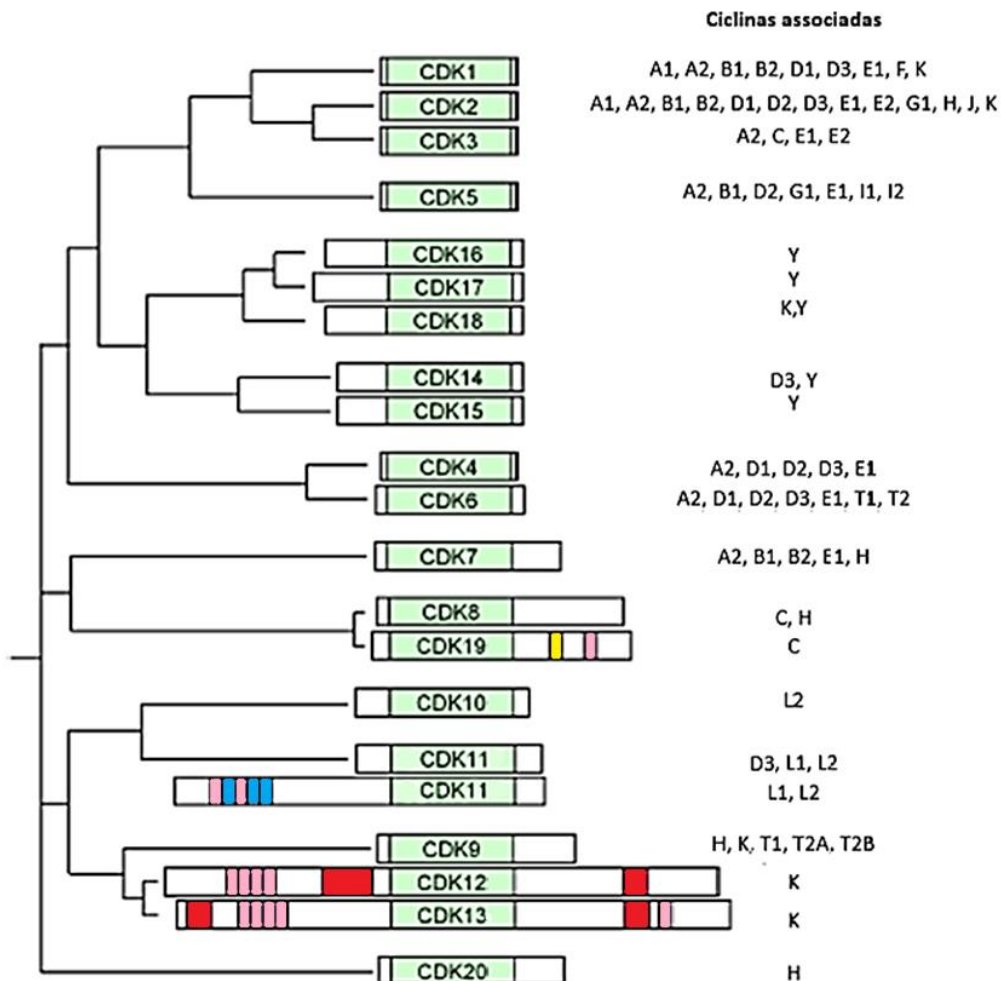 Ciclinas associadas
CDK1 A1, A2, B1, B2, D1, D3, E1, F, K
CDK2 A1, A2, B1, B2, D1, D2, D3, E1, E2, G1, H, J, K
CDK3 A2, C, E1, E2
CDK5 A2, B1, D2, G1, E1, I1, I2
CDK16 Y
CDK17 Y
CDK18 K,Y
CDK14 D3, Y
CDK15 Y
CDK4 A2, D1, D2, D3, E1
CDK6 A2, D1, D2, D3, E1, T1, T2
CDK7 A2, B1, B2, E1, H
CDK8 C, H
CDK19 C
CDK10 L2
CDK11 D3, L1, L2
CDK11 L1, L2
CDK9 H, K, T1, T2A, T2B
CDK12 K
CDK13 K
CDK20 H